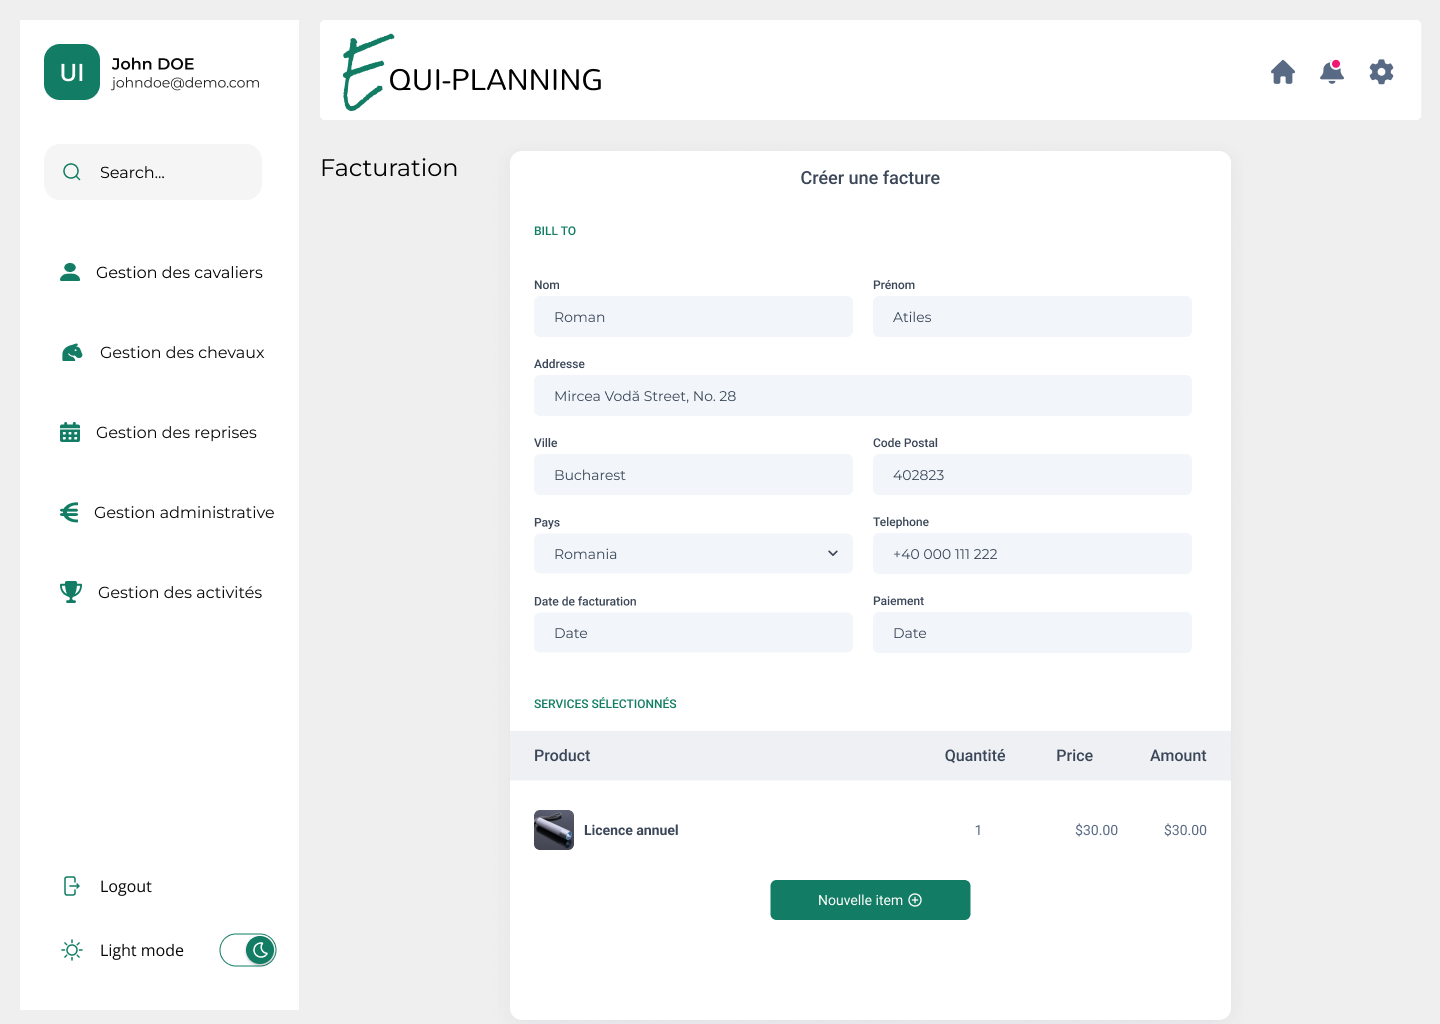 UI
John DOE
johndoe@demo.com
Search...
Gestion des cavaliers
Gestion des chevaux
Gestion des reprises
Gestion administrative
Gestion des activités
Logout
Light mode
EQUI-PLANNING
Facturation
Créer une facture
BILL TO
Nom Prénom
Roman Atiles
Addresse
Mircea Vodă Street, No. 28
Ville Code Postal
Bucharest 402823
Pays Telephone
Romania +40 000 111 222
Date de facturation Paiement
Date Date
SERVICES SÉLECTIONNÉS
Product Quantité Price Amount
Licence annuel 1 $30.00 $30.00
Nouvelle item